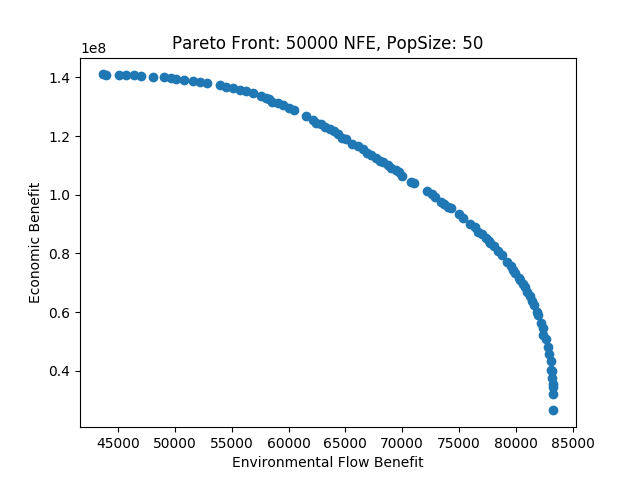 Pareto Front: 50000 NFE, PopSize: 50
1e8
1.4
1.2
1.0
0.8
0.6
0.4
Economic Benefit
45000 50000 55000 60000 65000 70000 75000 80000 85000
Environmental Flow Benefit